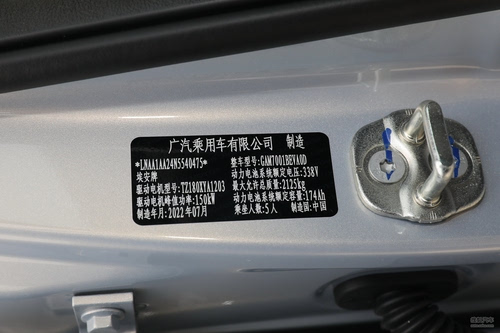 广汽乘用车有限公司 制造
*LNAA1AA24N5540475* 整车型号:GAM7001BEVA0D
埃安牌 动力电池系统额定电压:338V
驱动电机型号:TZ180XYA1203 最大允许总质量:2125kg
驱动电机峰值功率:150kW 动力电池系统额定容量:174Ah
制造年月:2022年07月 乘坐人数:5人 制造国:中国